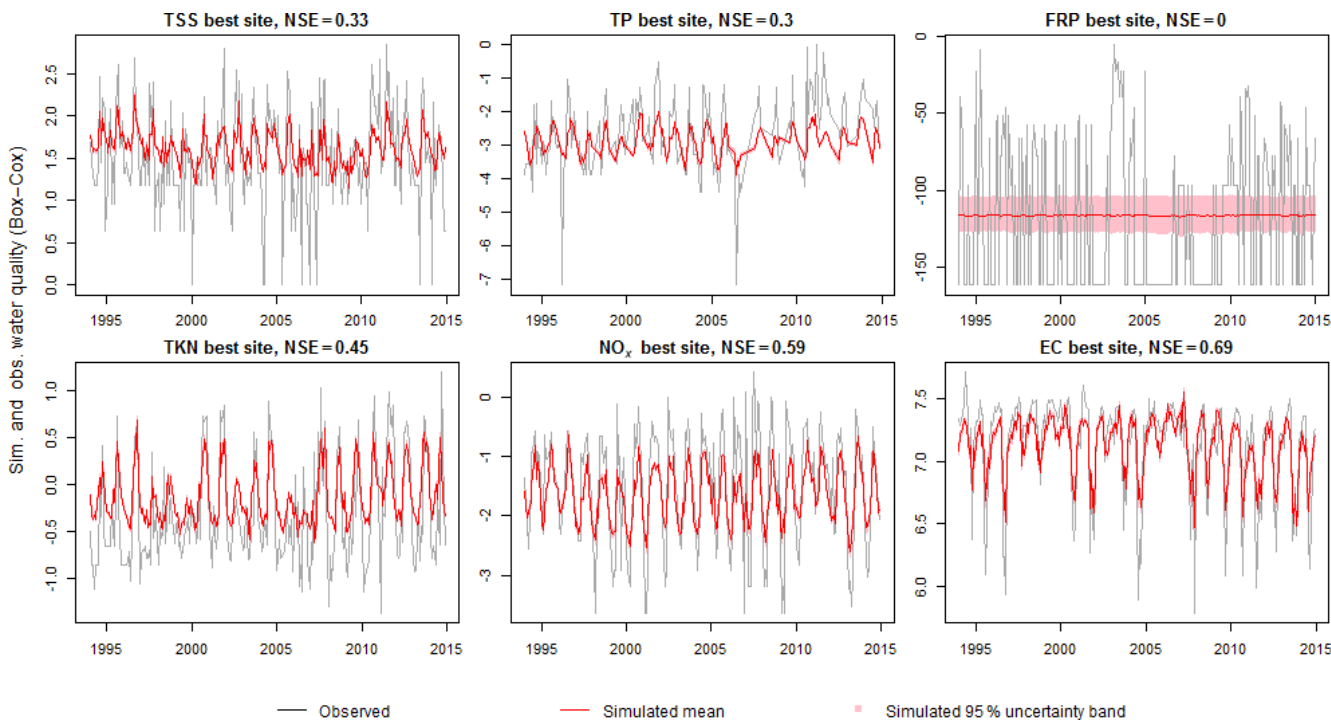 TSS best site, NSE = 0.33
TP best site, NSE = 0.3
FRP best site, NSE = 0
Sim. and obs. water quality (Box−Cox)
2.5
2.0
1.5
1.0
0.5
0.0
1995 2000 2005 2010 2015
0
-1
-2
-3
-4
-5
-7
1995 2000 2005 2010 2015
0
-50
-100
-150
1995 2000 2005 2010 2015
TKN best site, NSE = 0.45
NOx best site, NSE = 0.59
EC best site, NSE = 0.69
1.0
0.5
0.0
-0.5
-1.0
1995 2000 2005 2010 2015
0
-1
-2
-3
1995 2000 2005 2010 2015
7.5
7.0
6.5
6.0
1995 2000 2005 2010 2015
Observed
Simulated mean
Simulated 95 % uncertainty band